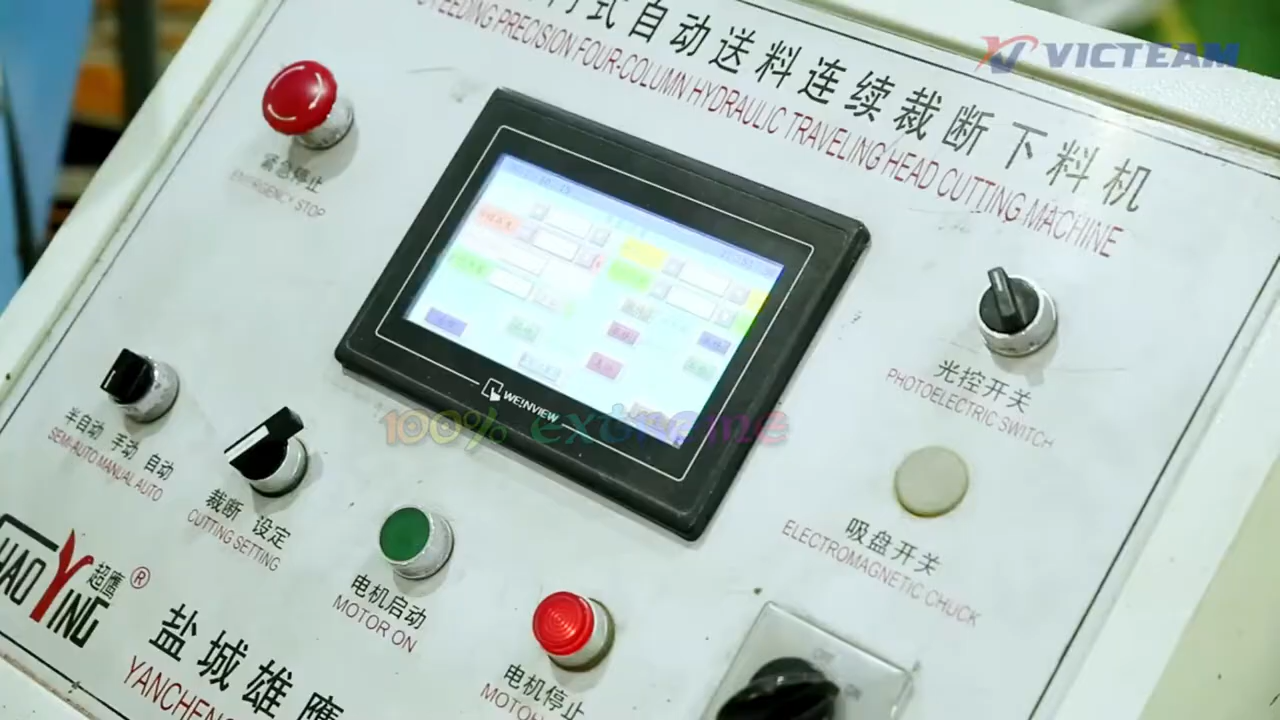 VICTEAM
式自动送料连续裁断下料机
FEEDING PRECISION FOUR-COLUMN HYDRAULIC TRAVELING HEAD CUTTING MACHINE
紧急停止
EMERGENCY STOP
WEINVIEW
100% extreme
光控开关
PHOTOELECTRIC SWITCH
半自动 手动 自动
SEMI-AUTO MANUAL AUTO
裁断 设定
CUTTING SETTING
吸盘开关
ELECTROMAGNETIC CHUCK
电机启动
MOTOR ON
电机停止
超鹰®
HAO YING
盐城雄鹰
YANCHENG